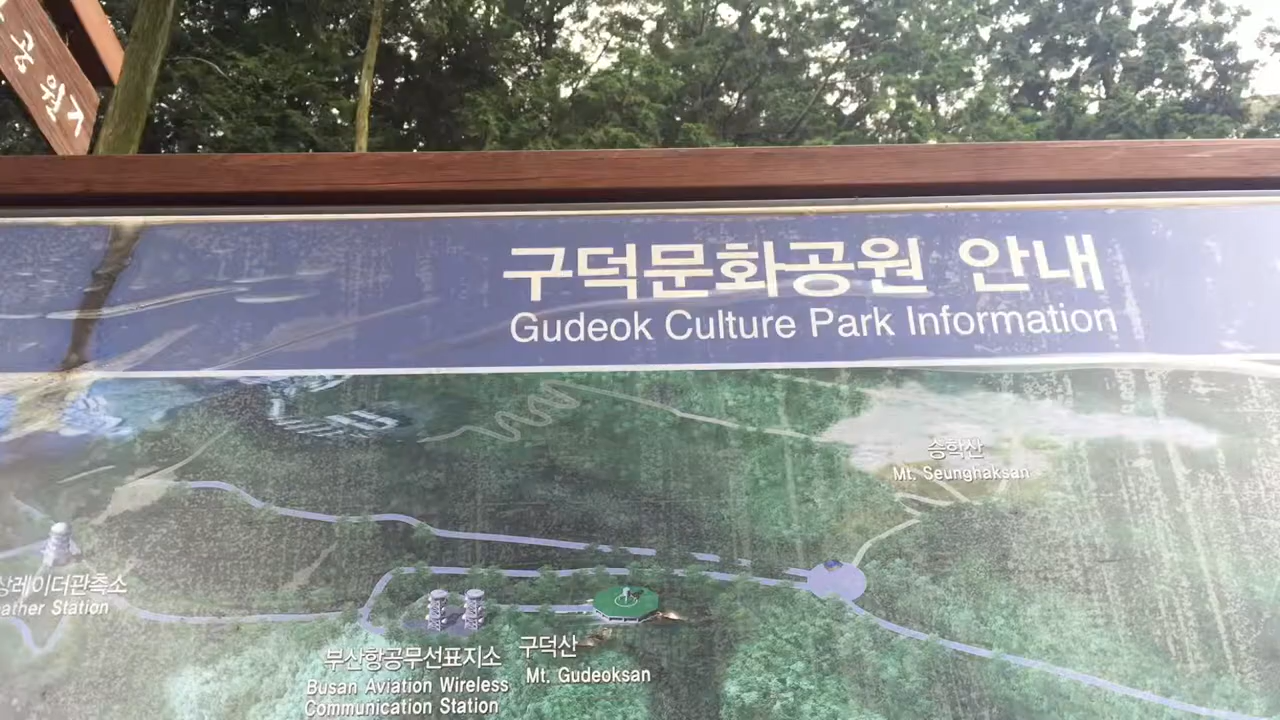 공원
구덕문화공원 안내
Gudeok Culture Park Information
승학산
Mt. Seunghaksan
상레이더관측소
ather Station
부산항공무선표지소
Busan Aviation Wireless
Communication Station
구덕산
Mt. Gudeoksan